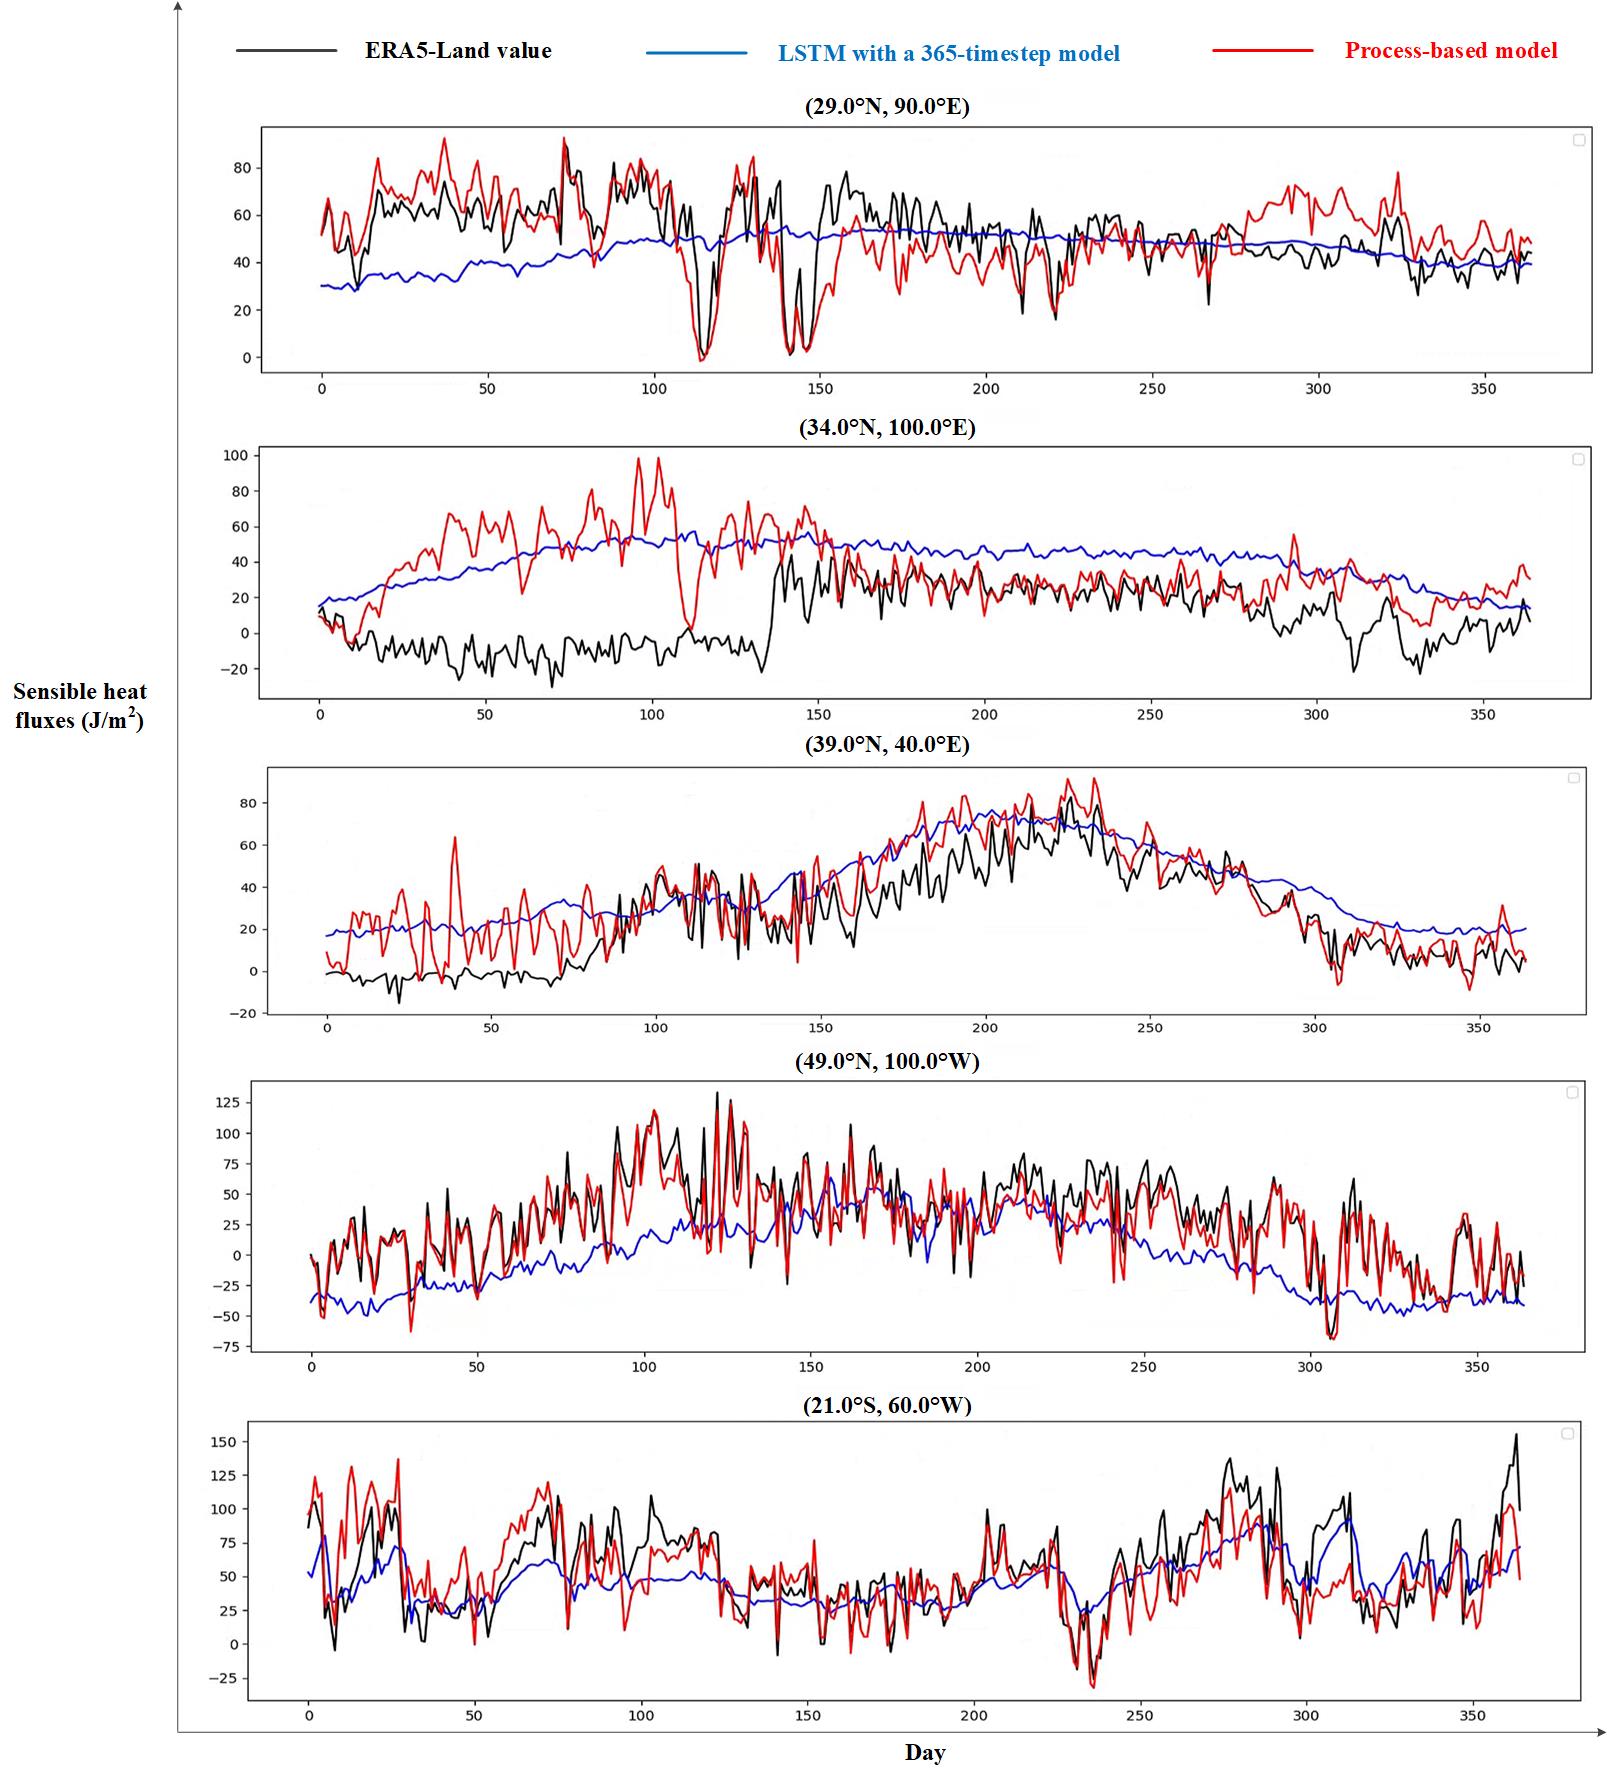 ERA5-Land value
LSTM with a 365-timestep model
Process-based model
(29.0°N, 90.0°E)
80
60
40
20
0
0 50 100 150 200 250 300 350
(34.0°N, 100.0°E)
100
80
60
40
20
0
−20
0 50 100 150 200 250 300 350
Sensible heat
fluxes (J/m²)
(39.0°N, 40.0°E)
80
60
40
20
0
−20
0 50 100 150 200 250 300 350
(49.0°N, 100.0°W)
125
100
75
50
25
0
−25
−50
−75
0 50 100 150 200 250 300 350
(21.0°S, 60.0°W)
150
125
100
75
50
25
0
−25
0 50 100 150 200 250 300 350
Day